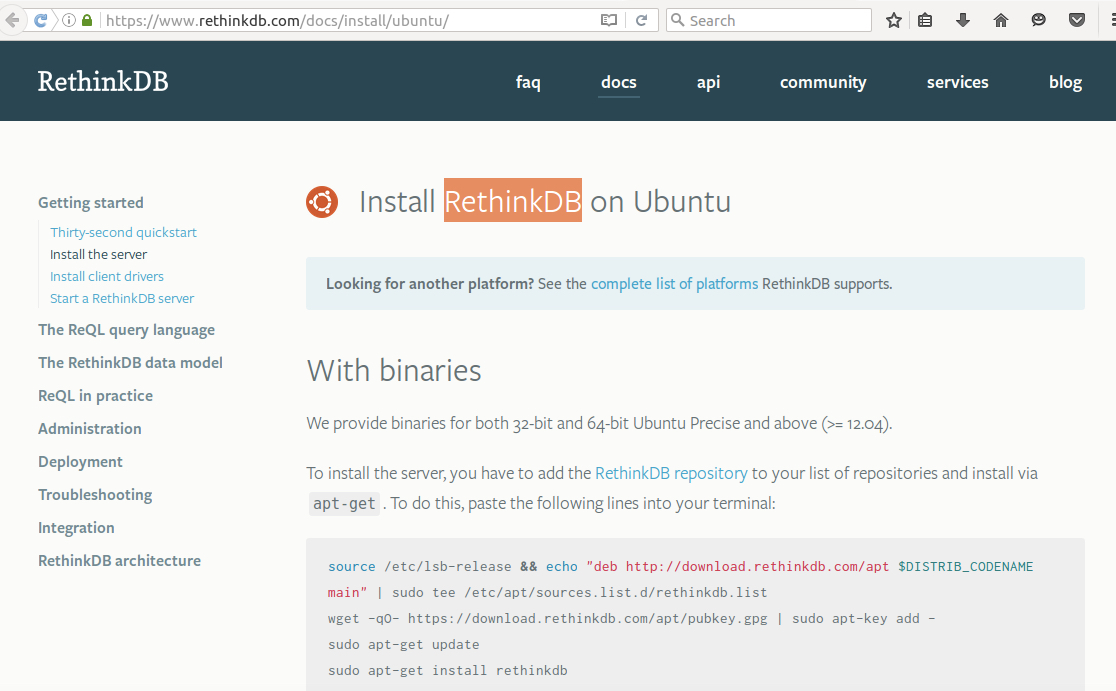 https://www.rethinkdb.com/docs/install/ubuntu/
Search
RethinkDB
faq
docs
api
community
services
blog
Getting started
Thirty-second quickstart
Install the server
Install client drivers
Start a RethinkDB server
The ReQL query language
The RethinkDB data model
ReQL in practice
Administration
Deployment
Troubleshooting
Integration
RethinkDB architecture
Install RethinkDB on Ubuntu
Looking for another platform? See the complete list of platforms RethinkDB supports.
With binaries
We provide binaries for both 32-bit and 64-bit Ubuntu Precise and above (>= 12.04).
To install the server, you have to add the RethinkDB repository to your list of repositories and install via
apt-get . To do this, paste the following lines into your terminal:
source /etc/lsb-release && echo "deb http://download.rethinkdb.com/apt $DISTRIB_CODENAME
main" | sudo tee /etc/apt/sources.list.d/rethinkdb.list
wget -qO- https://download.rethinkdb.com/apt/pubkey.gpg | sudo apt-key add -
sudo apt-get update
sudo apt-get install rethinkdb